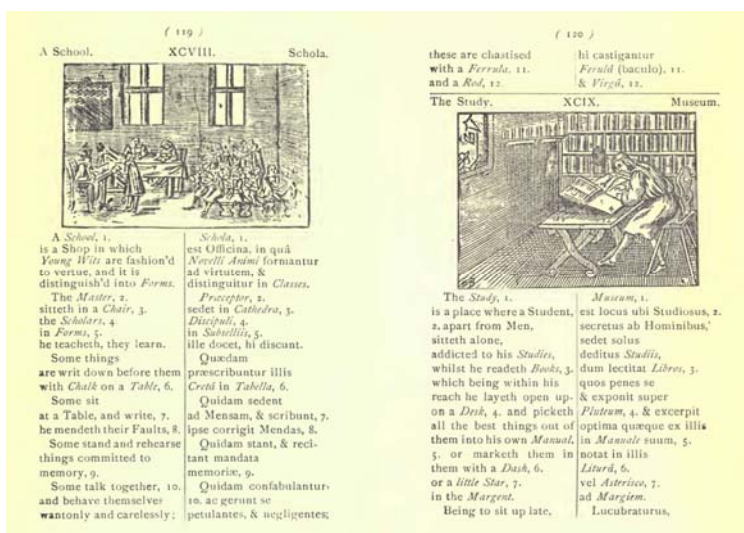 ( 119 )
A School. XCVIII. Schola.
A School, 1.
is a Shop in which
Young Wits are fashion'd
to vertue, and it is
distinguish'd into Forms.
The Master, 2.
sitteth in a Chair, 3.
the Scholars, 4.
in Forms, 5.
he teacheth, they learn.
Some things
are writ down before them
with Chalk on a Table, 6.
Some sit
at a Table, and write, 7.
he mendeth their Faults, 8.
Some stand and rehearse
things committed to
memory, 9.
Some talk together, 10.
and behave themselves
wantonly and carelessly;
Schola, 1.
est Officina, in quâ
Novelli Animi formantur
ad virtutem, &
distinguitur in Classes.
Præceptor, 2.
sedet in Cathedra, 3.
Discipuli, 4.
in Subselliis, 5.
ille docet, hi discunt.
Quædam
præscribuntur illis
Cretâ in Tabella, 6.
Quidam sedent
ad Mensam, & scribunt, 7.
ipse corrigit Mendas, 8.
Quidam stant, & reci-
tant mandata
memoriæ, 9.
Quidam confabulantur,
10. ac gerunt se
petulantes, & negligentes;
( 120 )
these are chastised
with a Ferrula, 11.
and a Rod, 12.
hi castigantur
Ferulâ (baculo), 11.
& Virgâ, 12.
The Study. XCIX. Museum.
The Study, 1.
is a place where a Student,
2. apart from Men,
sitteth alone,
addicted to his Studies,
whilst he readeth Books, 3.
which being within his
reach he layeth open up-
on a Desk, 4. and picketh
all the best things out of
them into his own Manual,
5. or marketh them in
them with a Dash, 6.
or a little Star, 7.
in the Margent.
Being to sit up late,
Museum, 1.
est locus ubi Studiosus, 2.
secretus ab Hominibus,'
sedet solus
deditus Studiis,
dum lectitat Libros, 3.
quos penes se
& exponit super
Pluteum, 4. & excerpit
optima quæque ex illis
in Manuale suum, 5.
notat in illis
Liturâ, 6.
vel Asterisco, 7.
ad Margiem.
Lucubraturus,